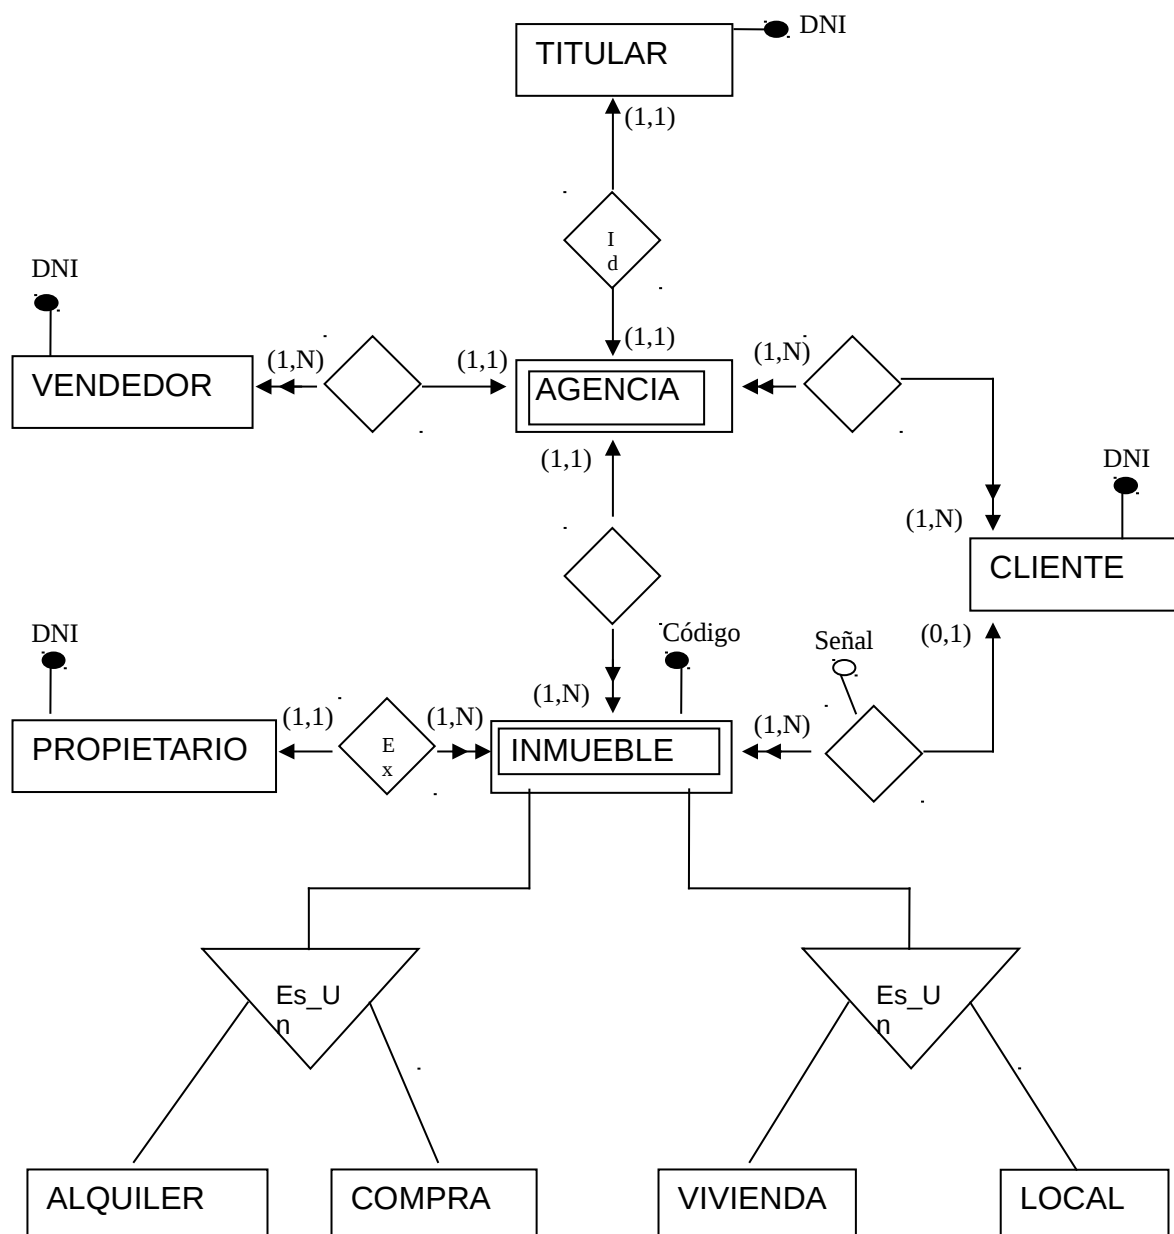 DNI
TITULAR
(1,1)
I
d
DNI
(1,1)
(1,N)
(1,1)
(1,N)
VENDEDOR
AGENCIA
(1,1)
DNI
(1,N)
CLIENTE
DNI
Código
Señal
(0,1)
(1,N)
(1,1)
(1,N)
(1,N)
PROPIETARIO
E
x
INMUEBLE
Es_U
n
Es_U
n
ALQUILER
COMPRA
VIVIENDA
LOCAL